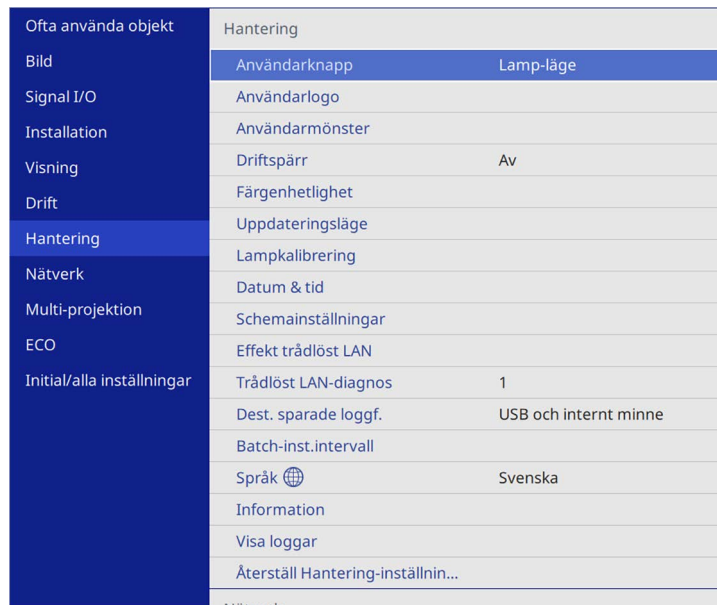 Ofta använda objekt
Bild
Signal I/O
Installation
Visning
Drift
Hantering
Nätverk
Multi-projektion
ECO
Initial/alla inställningar
Hantering
Användarknapp Lamp-läge
Användarlogo
Användarmönster
Driftspärr Av
Färgenhetlighet
Uppdateringsläge
Lampkalibrering
Datum & tid
Schemainställningar
Effekt trådlöst LAN
Trådlöst LAN-diagnos 1
Dest. sparade loggf. USB och internt minne
Batch-inst.intervall
Språk Svenska
Information
Visa loggar
Återställ Hantering-inställnin...